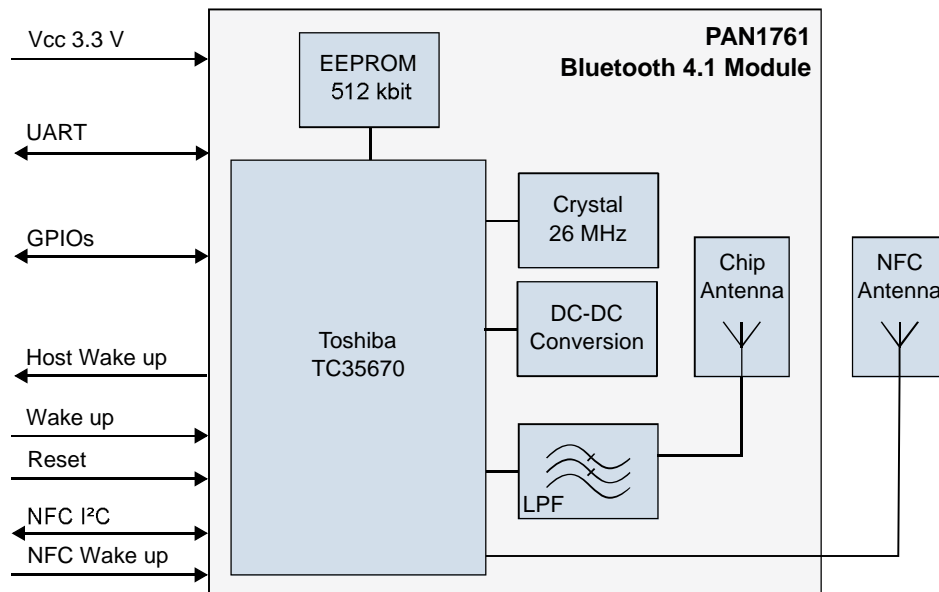 Vcc 3.3 V
UART
GPIOs
Host Wake up
Wake up
Reset
NFC I²C
NFC Wake up
PAN1761
Bluetooth 4.1 Module
EEPROM
512 kbit
Toshiba
TC35670
Crystal
26 MHz
DC-DC
Conversion
LPF
Chip
Antenna
NFC
Antenna